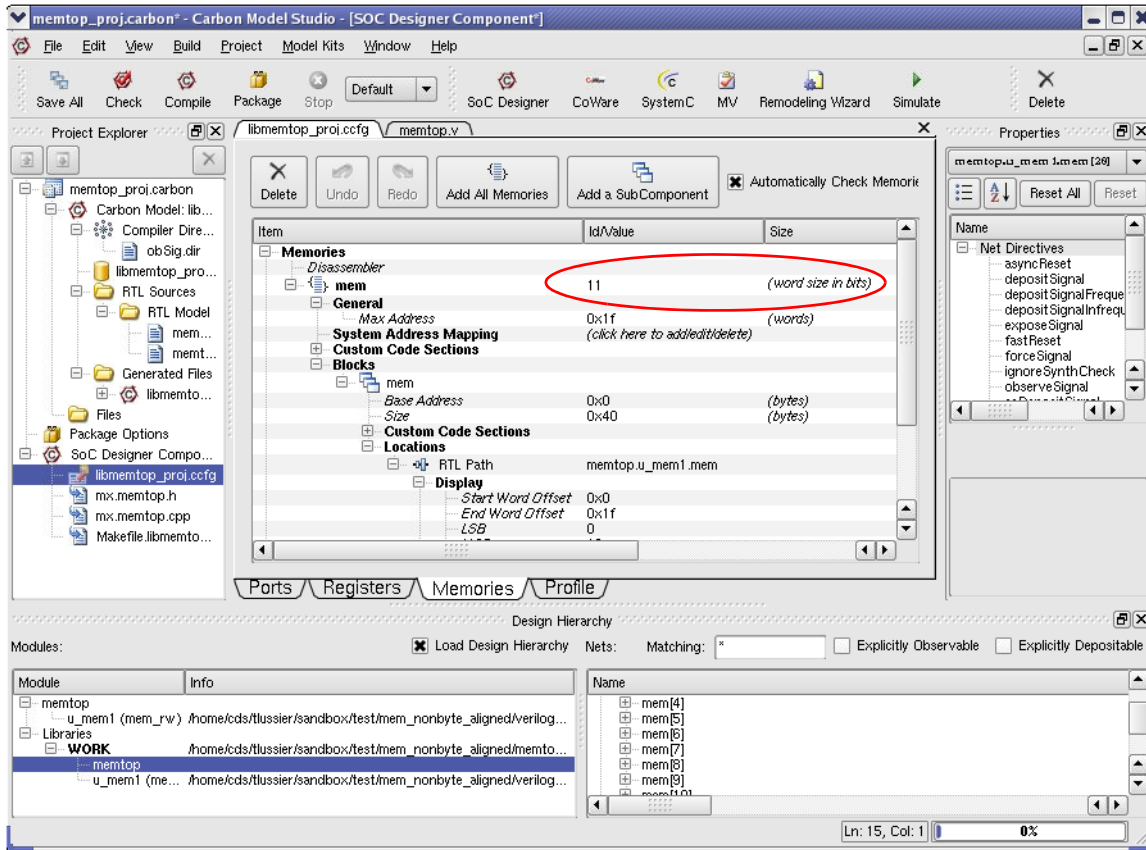 memtop_proj.carbon* - Carbon Model Studio - [SOC Designer Component*]
File Edit View Build Project Model Kits Window Help
Save All Check Compile Package Stop Default SoC Designer CoWare SystemC MV Remodeling Wizard Simulate Delete
Project Explorer
memtop_proj.carbon
Carbon Model: lib...
Compiler Dire...
obSig.dir
libmemtop_pro...
RTL Sources
RTL Model
mem...
memt...
Generated Files
libmemto...
Files
Package Options
SoC Designer Compo...
libmemtop_proj.ccfg
mx.memtop.h
mx.memtop.cpp
Makefile.libmemto...
libmemtop_proj.ccfg memtop.v
Delete Undo Redo Add All Memories Add a SubComponent Automatically Check Memorie
Item Id/Value Size
Memories
Disassembler
mem 11 (word size in bits)
General
Max Address 0x1f (words)
System Address Mapping (click here to add/edit/delete)
Custom Code Sections
Blocks
mem
Base Address 0x0 (bytes)
Size 0x40 (bytes)
Custom Code Sections
Locations
RTL Path memtop.u_mem1.mem
Display
Start Word Offset 0x0
End Word Offset 0x1f
LSB 0
Ports Registers Memories Profile
Properties
memtop.u_mem1.mem [20]
Reset All Reset
Name
Net Directives
asyncReset
depositSignal
depositSignalFreque
depositSignalInfrequ
exposeSignal
fastReset
forceSignal
ignoreSynthCheck
observeSignal
Design Hierarchy
Modules: Load Design Hierarchy Nets: Matching: * Explicitly Observable Explicitly Depositable
Module Info
memtop
u_mem1 (mem_rw) /home/cds/tlussier/sandbox/test/mem_nonbyte_aligned/verilog...
Libraries
WORK /home/cds/tlussier/sandbox/test/mem_nonbyte_aligned/memto...
memtop
u_mem1 (me... /home/cds/tlussier/sandbox/test/mem_nonbyte_aligned/verilog...
Name
mem[4]
mem[5]
mem[6]
mem[7]
mem[8]
mem[9]
mem[10]
Ln: 15, Col: 1 0%